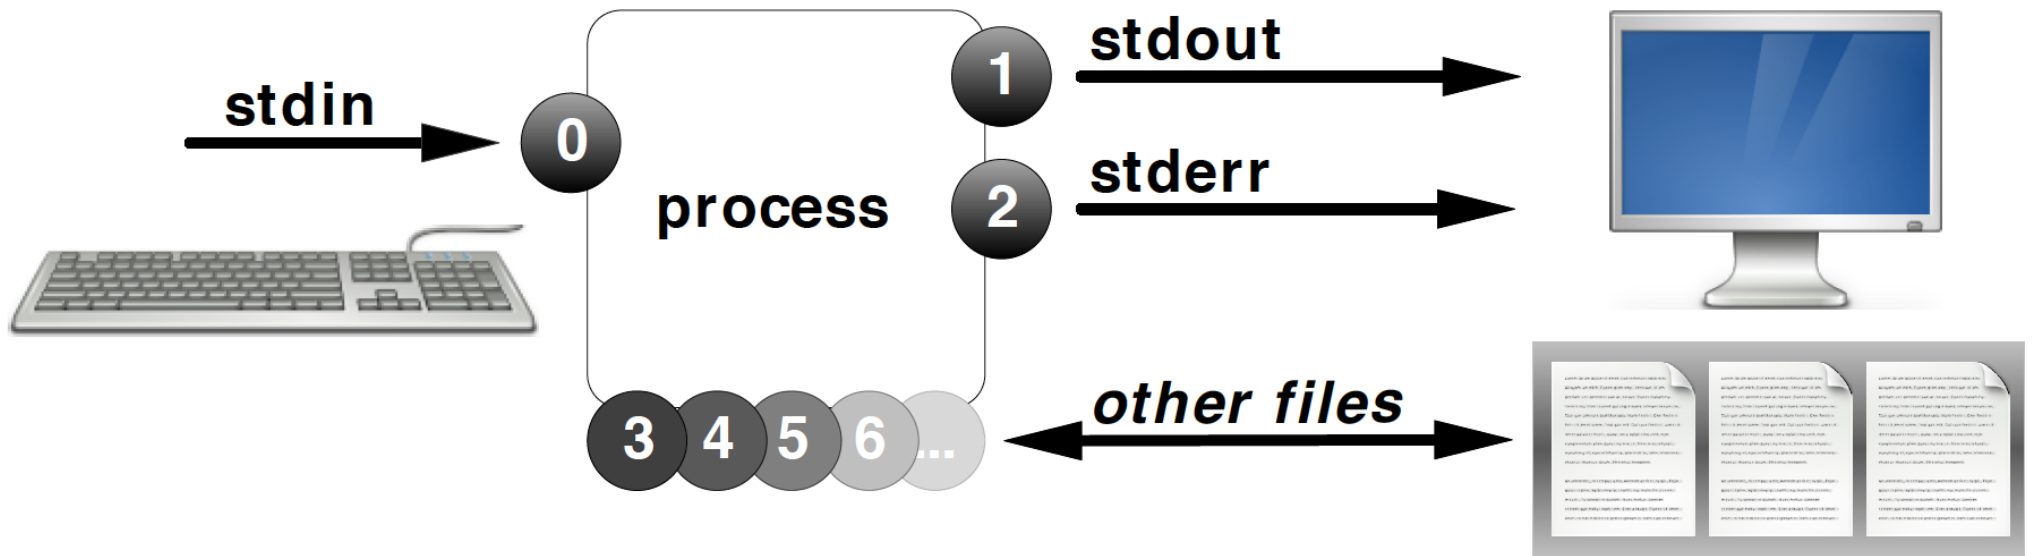 stdin
0
process
1
stdout
2
stderr
3 4 5 6 ...
other files